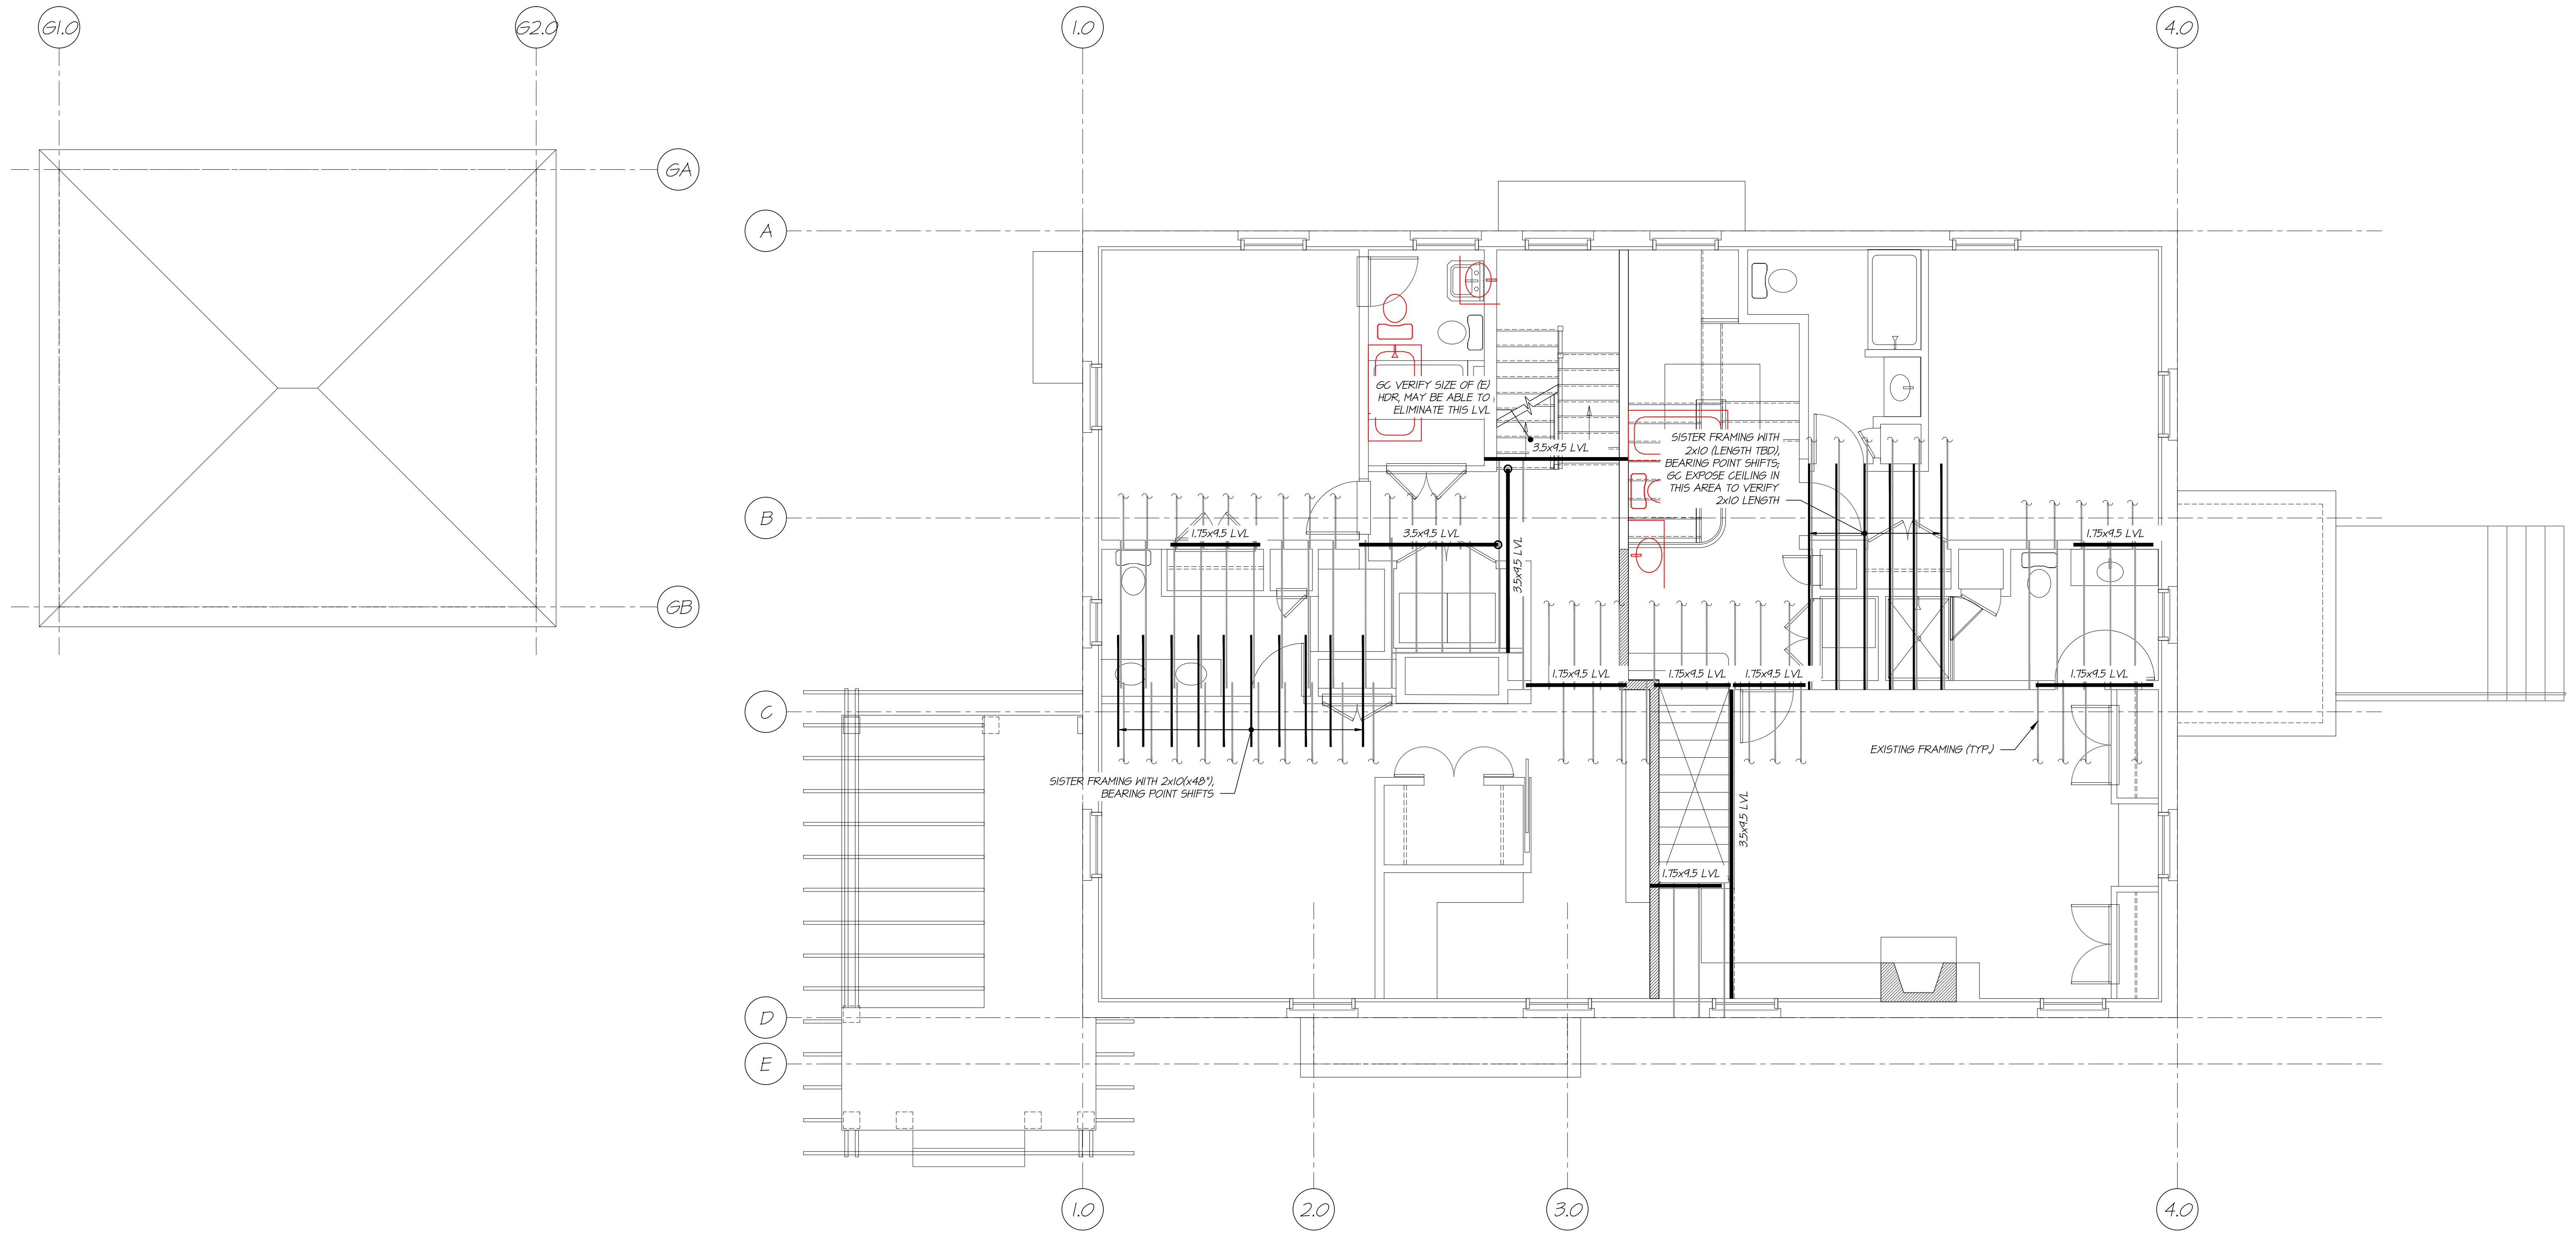 G1.0
G2.0
1.0
4.0
GA
A
GC VERIFY SIZE OF (E)
HDR, MAY BE ABLE TO
ELIMINATE THIS LVL
3.5x9.5 LVL
SISTER FRAMING WITH
2x10 (LENGTH TBD),
BEARING POINT SHIFTS;
GC EXPOSE CEILING IN
THIS AREA TO VERIFY
2x10 LENGTH
B
1.75x9.5 LVL
3.5x9.5 LVL
3.5x9.5 LVL
1.75x9.5 LVL
GB
1.75x9.5 LVL
1.75x9.5 LVL
1.75x9.5 LVL
1.75x9.5 LVL
C
EXISTING FRAMING (TYP.)
SISTER FRAMING WITH 2x10(x48"),
BEARING POINT SHIFTS
3.5x9.5 LVL
1.75x9.5 LVL
D
E
1.0
2.0
3.0
4.0